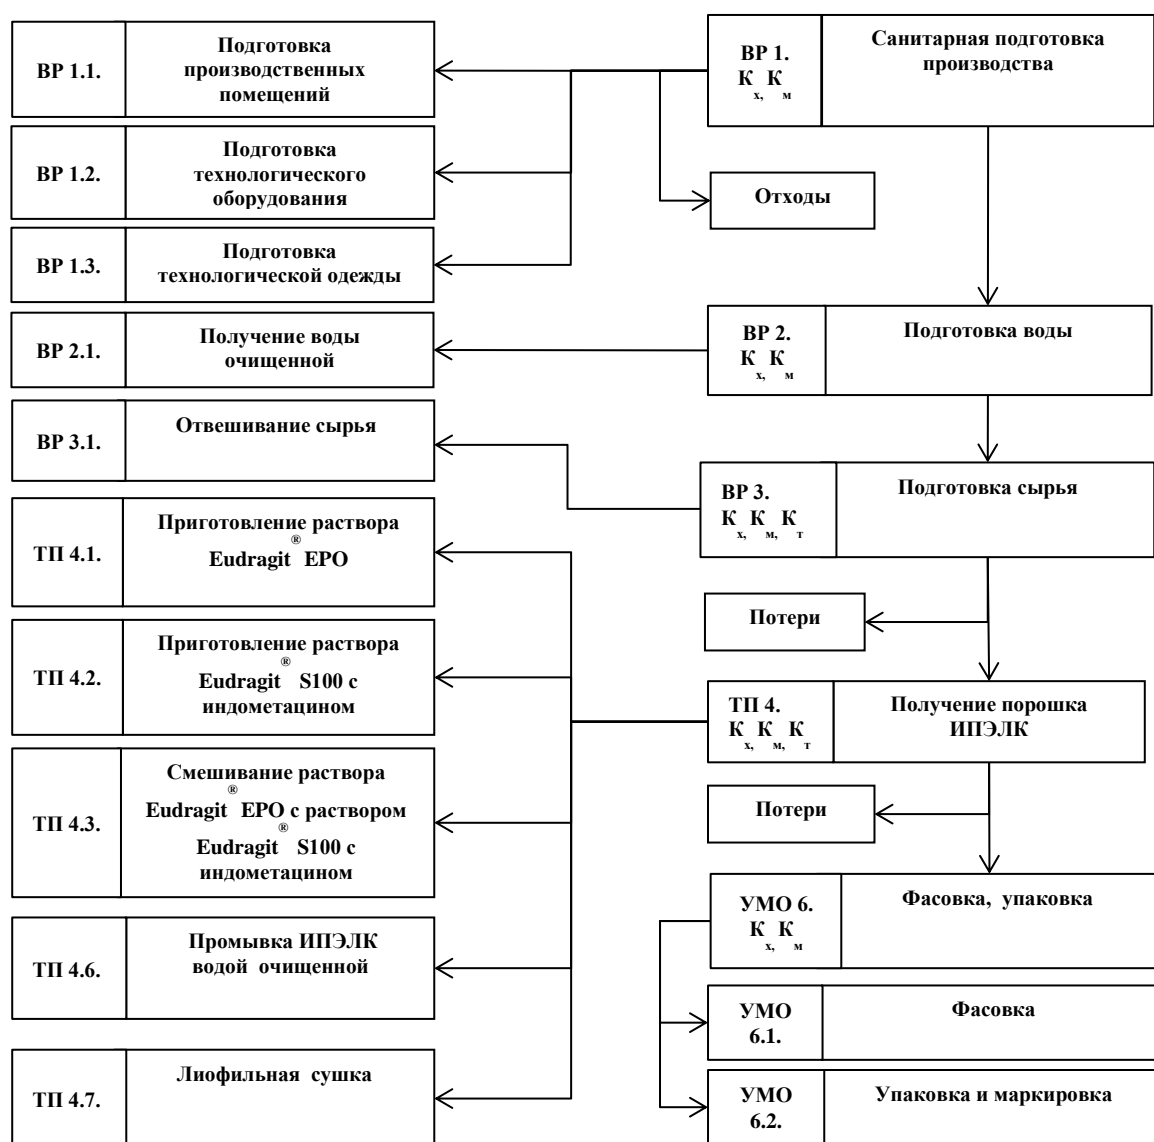 ВР 1.1.
Подготовка
производственных
помещений
ВР 1.
К х, К м
Санитарная подготовка
производства
ВР 1.2.
Подготовка
технологического
оборудования
Отходы
ВР 1.3.
Подготовка
технологической одежды
ВР 2.1.
Получение воды
очищенной
ВР 2.
К х, К м
Подготовка воды
ВР 3.1.
Отвешивание сырья
ВР 3.
К х, К м, К т
Подготовка сырья
ТП 4.1.
Приготовление раствора
Eudragit® EPO
Потери
ТП 4.2.
Приготовление раствора
Eudragit® S100 с
индометацином
ТП 4.
К х, К м, К т
Получение порошка
ИПЭЛК
ТП 4.3.
Смешивание раствора
Eudragit® EPO с раствором
Eudragit® S100 с
индометацином
Потери
УМО 6.
К х, К м
Фасовка, упаковка
ТП 4.6.
Промывка ИПЭЛК
водой очищенной
УМО
6.1.
Фасовка
ТП 4.7.
Лиофильная сушка
УМО
6.2.
Упаковка и маркировка